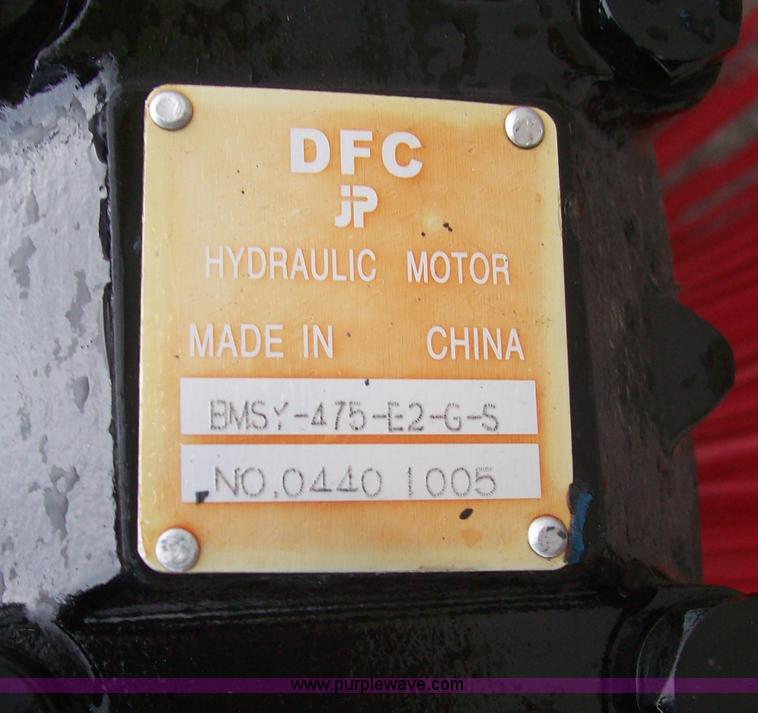 DFC
JP
HYDRAULIC MOTOR
MADE IN CHINA
BMSY-475-E2-G-S
NO.0440 1005
www.purplewave.com